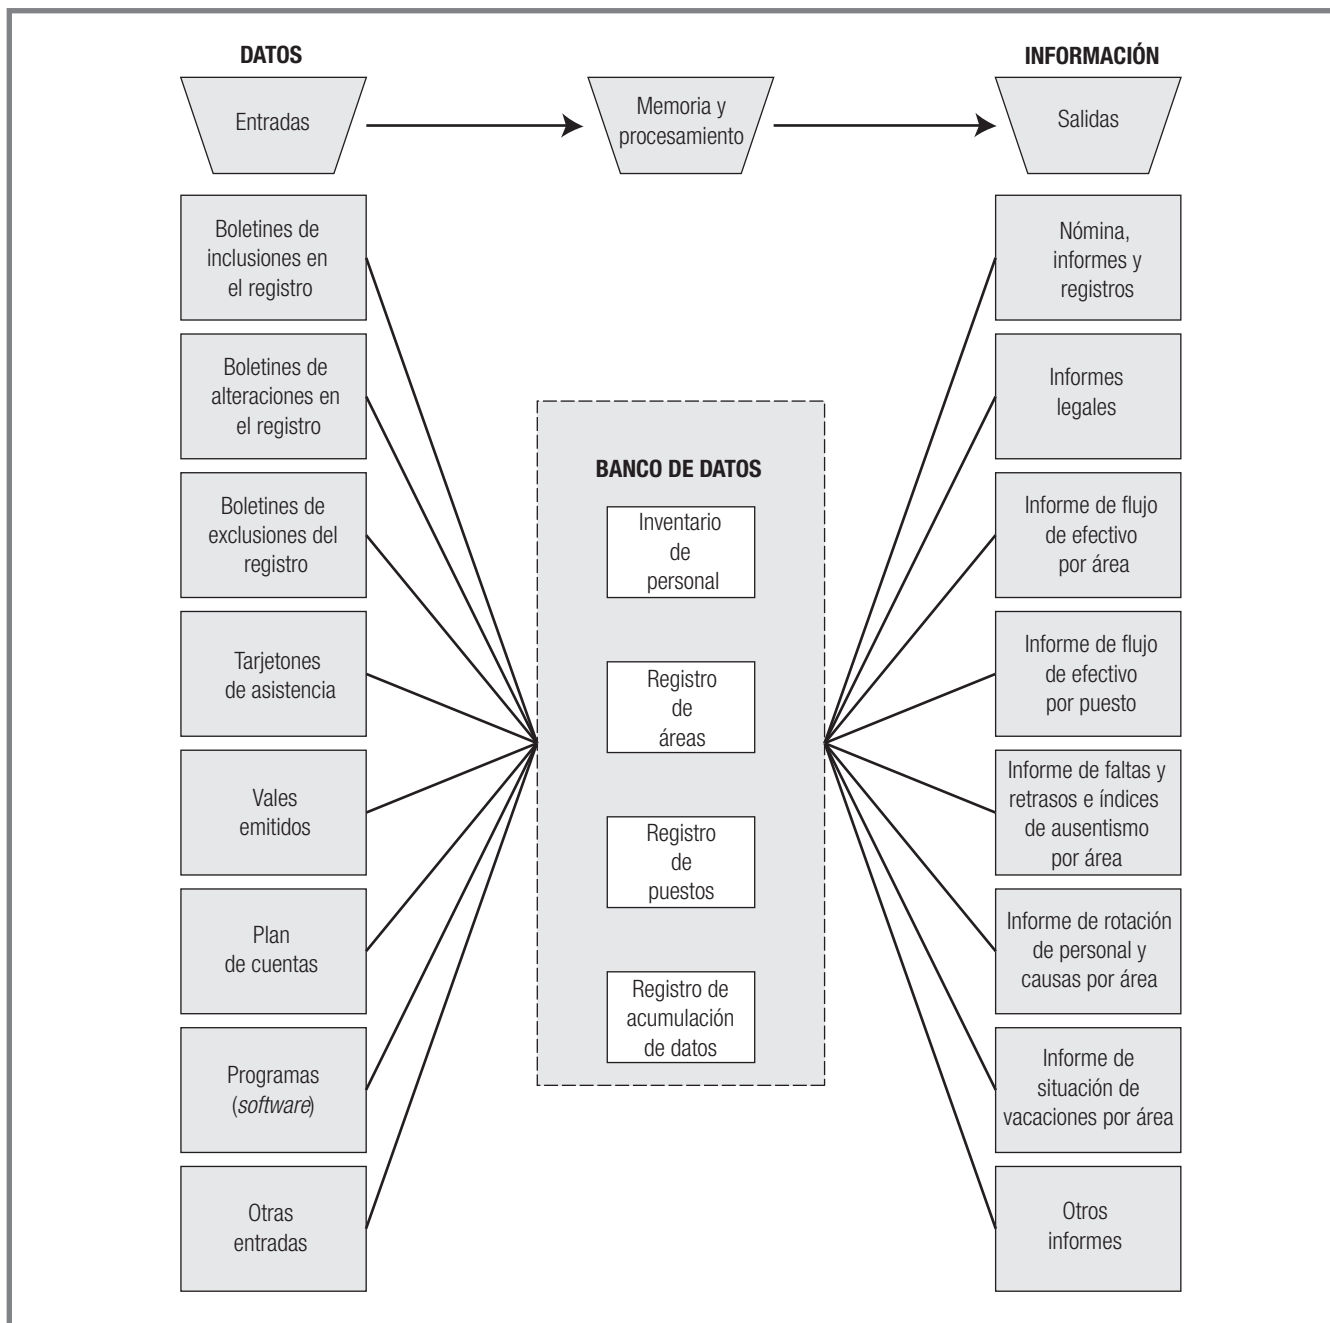 DATOS
Entradas
Memoria y
procesamiento
INFORMACIÓN
Salidas
Boletines de
inclusiones en
el registro
Boletines de
alteraciones en
el registro
Boletines de
exclusiones del
registro
Tarjetones
de asistencia
Vales
emitidos
Plan
de cuentas
Programas
(software)
Otras
entradas
BANCO DE DATOS
Inventario
de
personal
Registro
de
áreas
Registro
de
puestos
Registro de
acumulación
de datos
Nómina,
informes y
registros
Informes
legales
Informe de flujo
de efectivo
por área
Informe de flujo
de efectivo
por puesto
Informe de faltas y
retrasos e índices
de ausentismo
por área
Informe de rotación
de personal y
causas por área
Informe de
situación de
vacaciones por área
Otros
informes